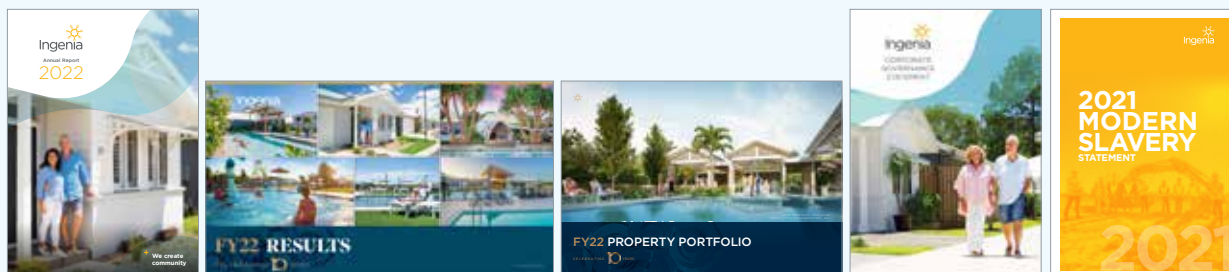 Ingenia
Annual Report
2022
We create
community
Ingenia
FY22 RESULTS
FY22 PROPERTY PORTFOLIO
Ingenia
CORPORATE
GOVERNANCE
STATEMENT
Ingenia
2021
MODERN
SLAVERY
STATEMENT
2021